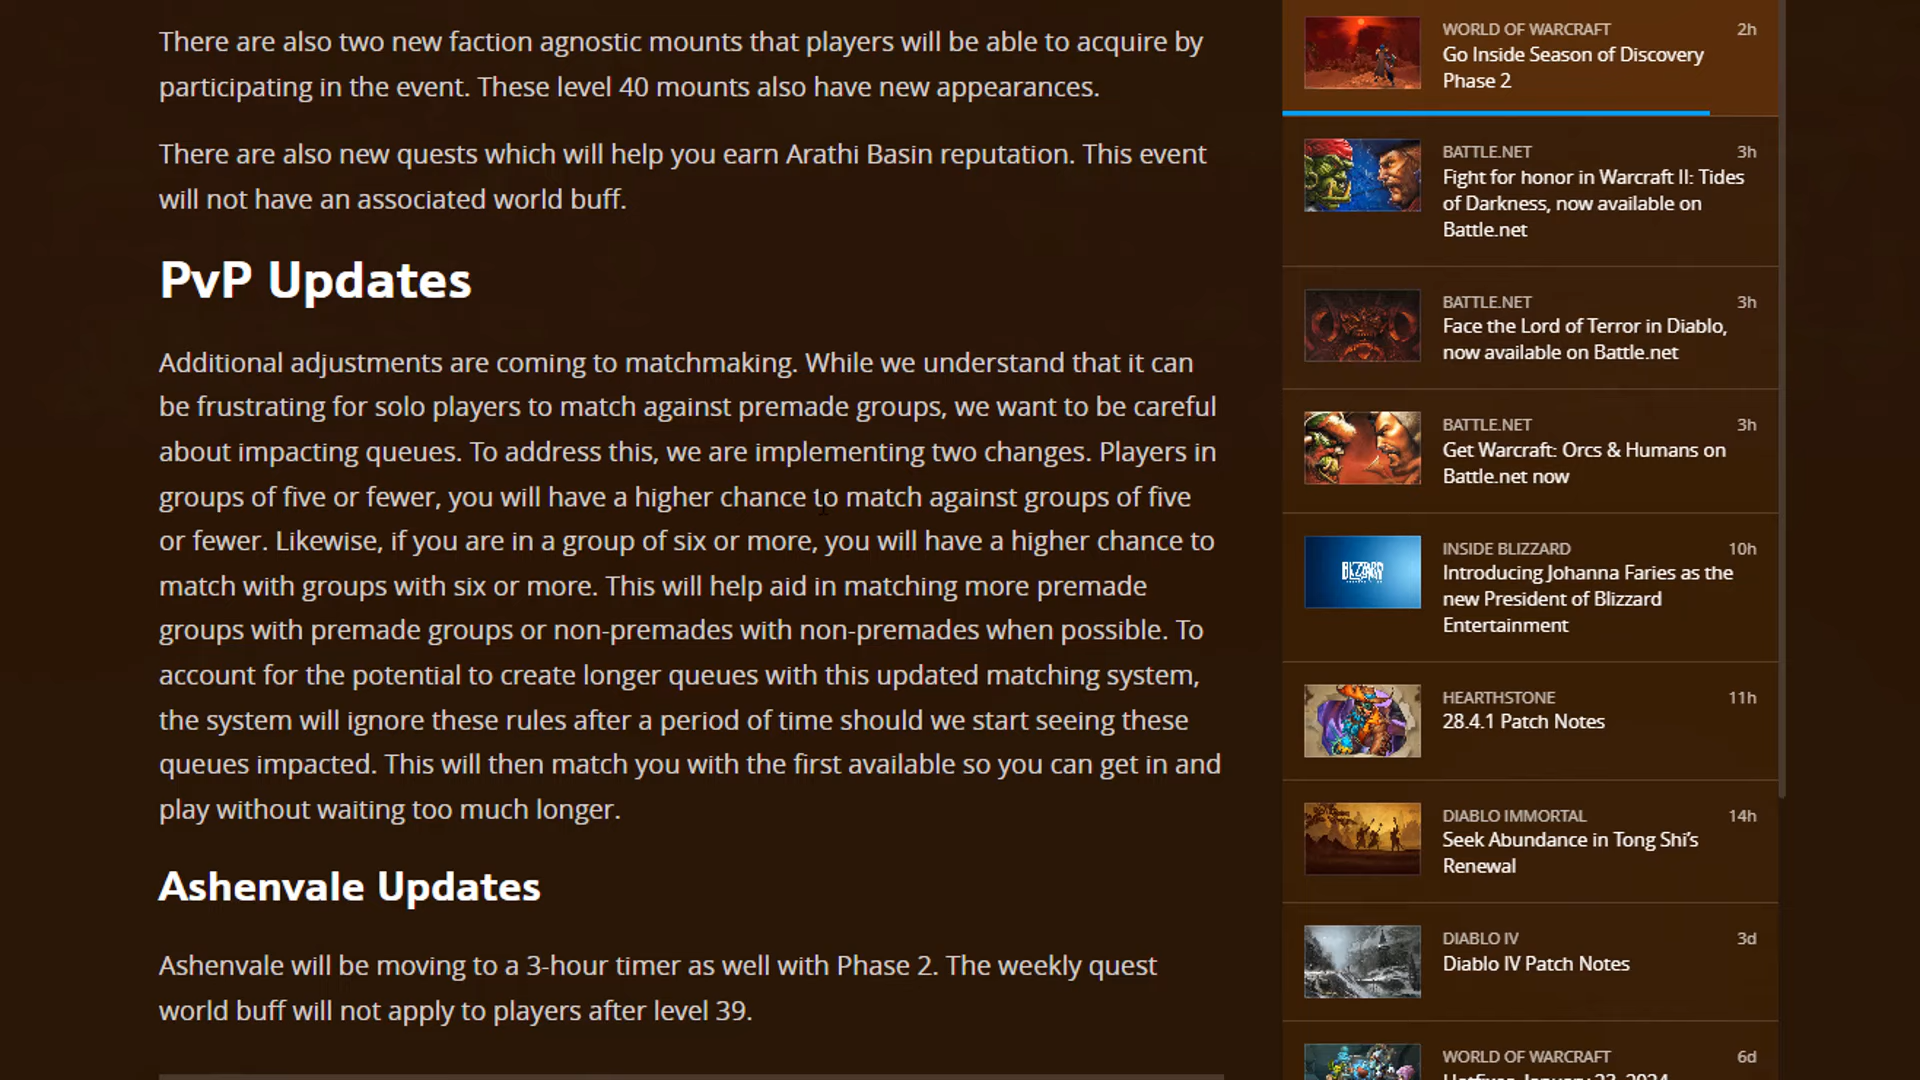 There are also two new faction agnostic mounts that players will be able to acquire by
participating in the event. These level 40 mounts also have new appearances.
There are also new quests which will help you earn Arathi Basin reputation. This event
will not have an associated world buff.
PvP Updates
Additional adjustments are coming to matchmaking. While we understand that it can
be frustrating for solo players to match against premade groups, we want to be careful
about impacting queues. To address this, we are implementing two changes. Players in
groups of five or fewer, you will have a higher chance to match against groups of five
or fewer. Likewise, if you are in a group of six or more, you will have a higher chance to
match with groups with six or more. This will help aid in matching more premade
groups with premade groups or non-premades with non-premades when possible. To
account for the potential to create longer queues with this updated matching system,
the system will ignore these rules after a period of time should we start seeing these
queues impacted. This will then match you with the first available so you can get in and
play without waiting too much longer.
Ashenvale Updates
Ashenvale will be moving to a 3-hour timer as well with Phase 2. The weekly quest
world buff will not apply to players after level 39.
WORLD OF WARCRAFT 2h
Go Inside Season of Discovery
Phase 2
BATTLE.NET 3h
Fight for honor in Warcraft II: Tides
of Darkness, now available on
Battle.net
BATTLE.NET 3h
Face the Lord of Terror in Diablo,
now available on Battle.net
BATTLE.NET 3h
Get Warcraft: Orcs & Humans on
Battle.net now
BLIZZARD
INSIDE BLIZZARD 10h
Introducing Johanna Faries as the
new President of Blizzard
Entertainment
HEARTHSTONE 11h
28.4.1 Patch Notes
DIABLO IMMORTAL 14h
Seek Abundance in Tong Shi's
Renewal
DIABLO IV 3d
Diablo IV Patch Notes
WORLD OF WARCRAFT 6d
Hotfixes: January 23, 2024